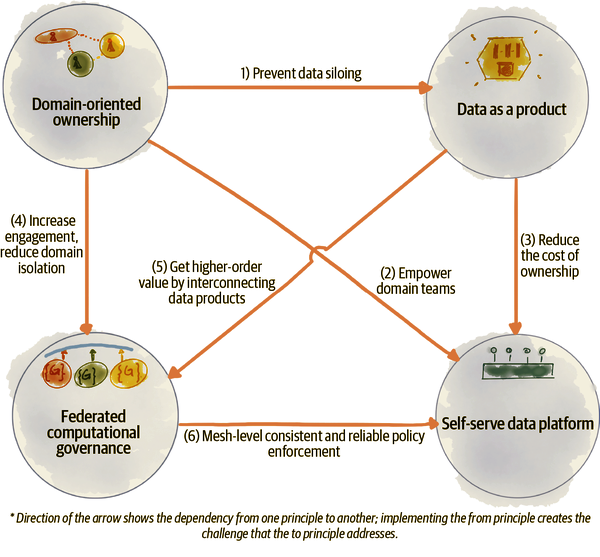 1) Prevent data siloing
Domain-oriented
ownership
Data as a product
(4) Increase
engagement,
reduce domain
isolation
(5) Get higher-order
value by interconnecting
data products
(2) Empower
domain teams
(3) Reduce
the cost of
ownership
{G} {G} {G}
Federated
computational
governance
Self-serve data platform
(6) Mesh-level consistent and reliable policy
enforcement
* Direction of the arrow shows the dependency from one principle to another; implementing the from principle creates the
challenge that the to principle addresses.